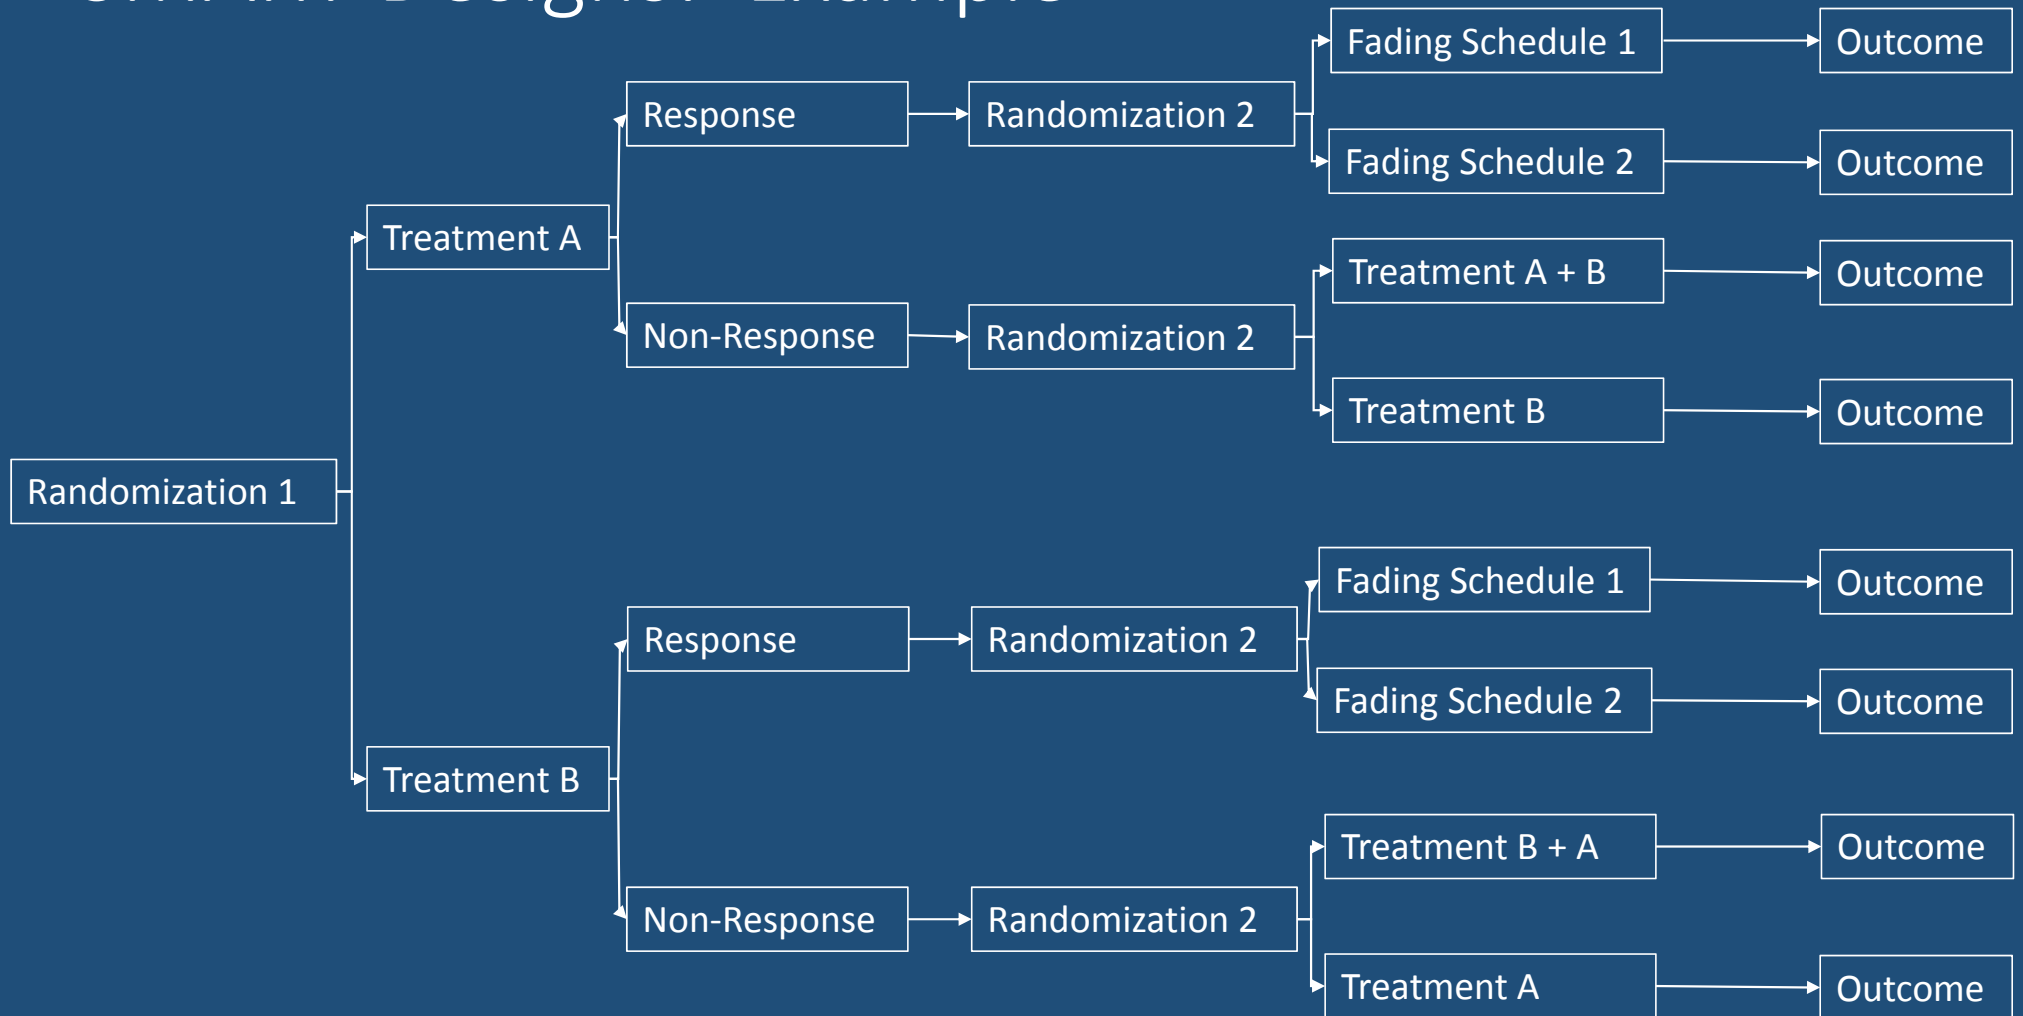 Fading Schedule 1
Outcome
Response
Randomization 2
Fading Schedule 2
Outcome
Treatment A
Treatment A + B
Outcome
Non-Response
Randomization 2
Treatment B
Outcome
Randomization 1
Fading Schedule 1
Outcome
Response
Randomization 2
Fading Schedule 2
Outcome
Treatment B
Treatment B + A
Outcome
Non-Response
Randomization 2
Treatment A
Outcome